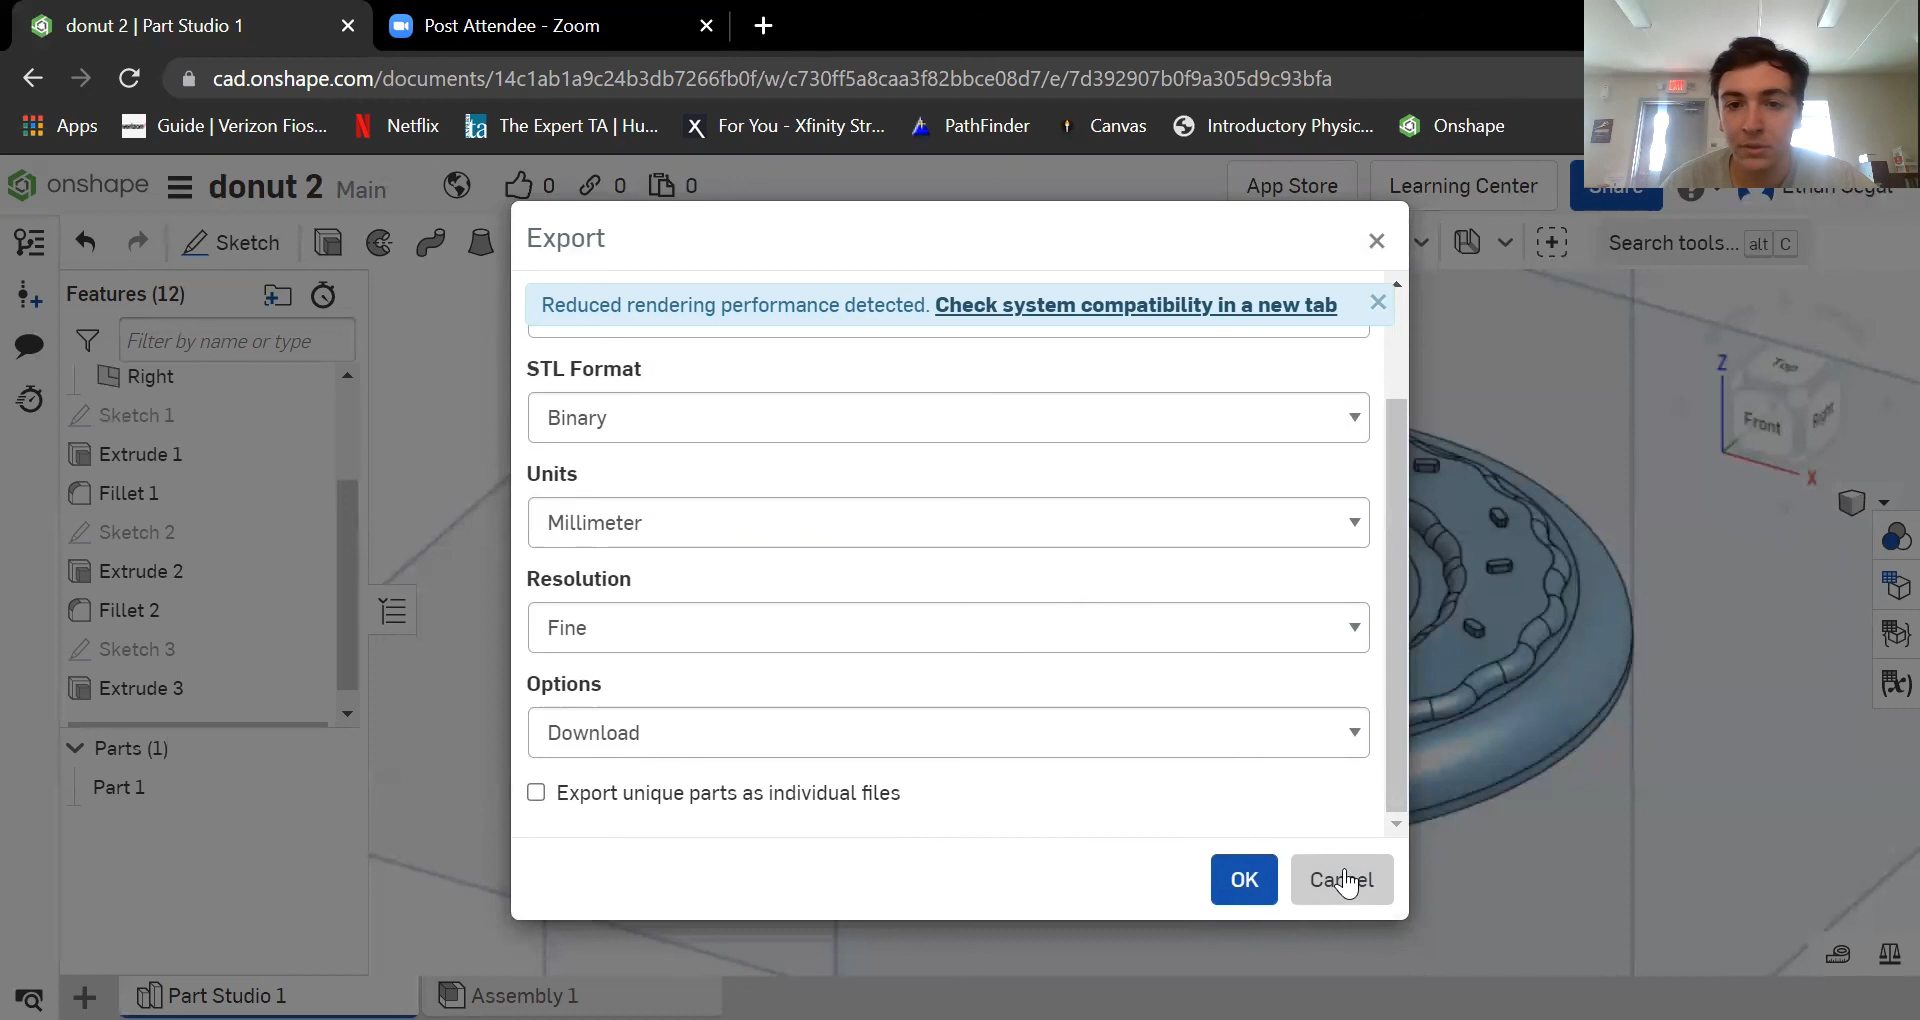 donut 2 | Part Studio 1
Post Attendee - Zoom
cad.onshape.com/documents/14c1ab1a9c24b3db7266fb0f/w/c730ff5a8caa3f82bbce08d7/e/7d392907b0f9a305d9c93bfa
Apps
Guide | Verizon Fios...
Netflix
The Expert TA | Hu...
For You - Xfinity Str...
PathFinder
Canvas
Introductory Physic...
Onshape
onshape
donut 2 Main
0
0
0
App Store
Learning Center
Share
Ethan Segal
Sketch
Search tools... alt C
Export
Features (12)
Reduced rendering performance detected. Check system compatibility in a new tab
Filter by name or type
Right
Sketch 1
Extrude 1
Fillet 1
Sketch 2
Extrude 2
Fillet 2
Sketch 3
Extrude 3
Parts (1)
Part 1
STL Format
Binary
Units
Millimeter
Resolution
Fine
Options
Download
Export unique parts as individual files
OK
Cancel
Z
Top
Front
Right
X
(x)
Part Studio 1
Assembly 1